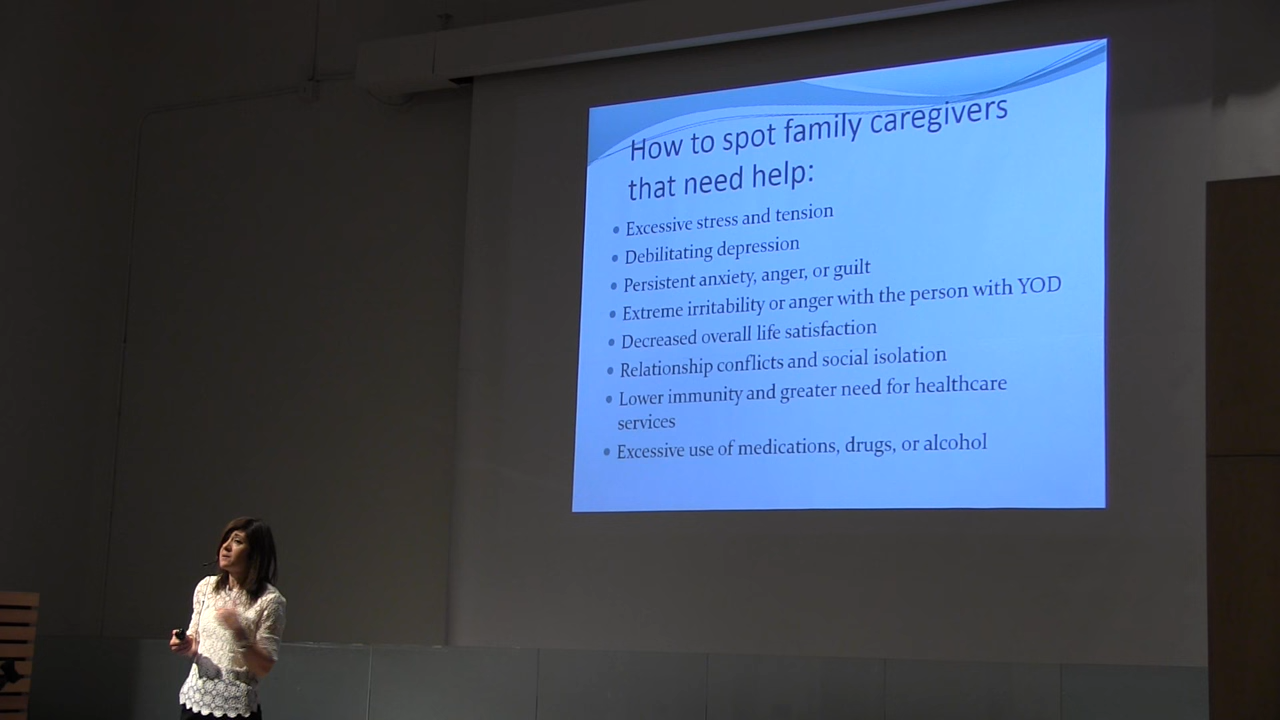 How to spot family caregivers
that need help:
• Excessive stress and tension
• Debilitating depression
• Persistent anxiety, anger, or guilt
• Extreme irritability or anger with the person with YOD
• Decreased overall life satisfaction
• Relationship conflicts and social isolation
• Lower immunity and greater need for healthcare
services
• Excessive use of medications, drugs, or alcohol